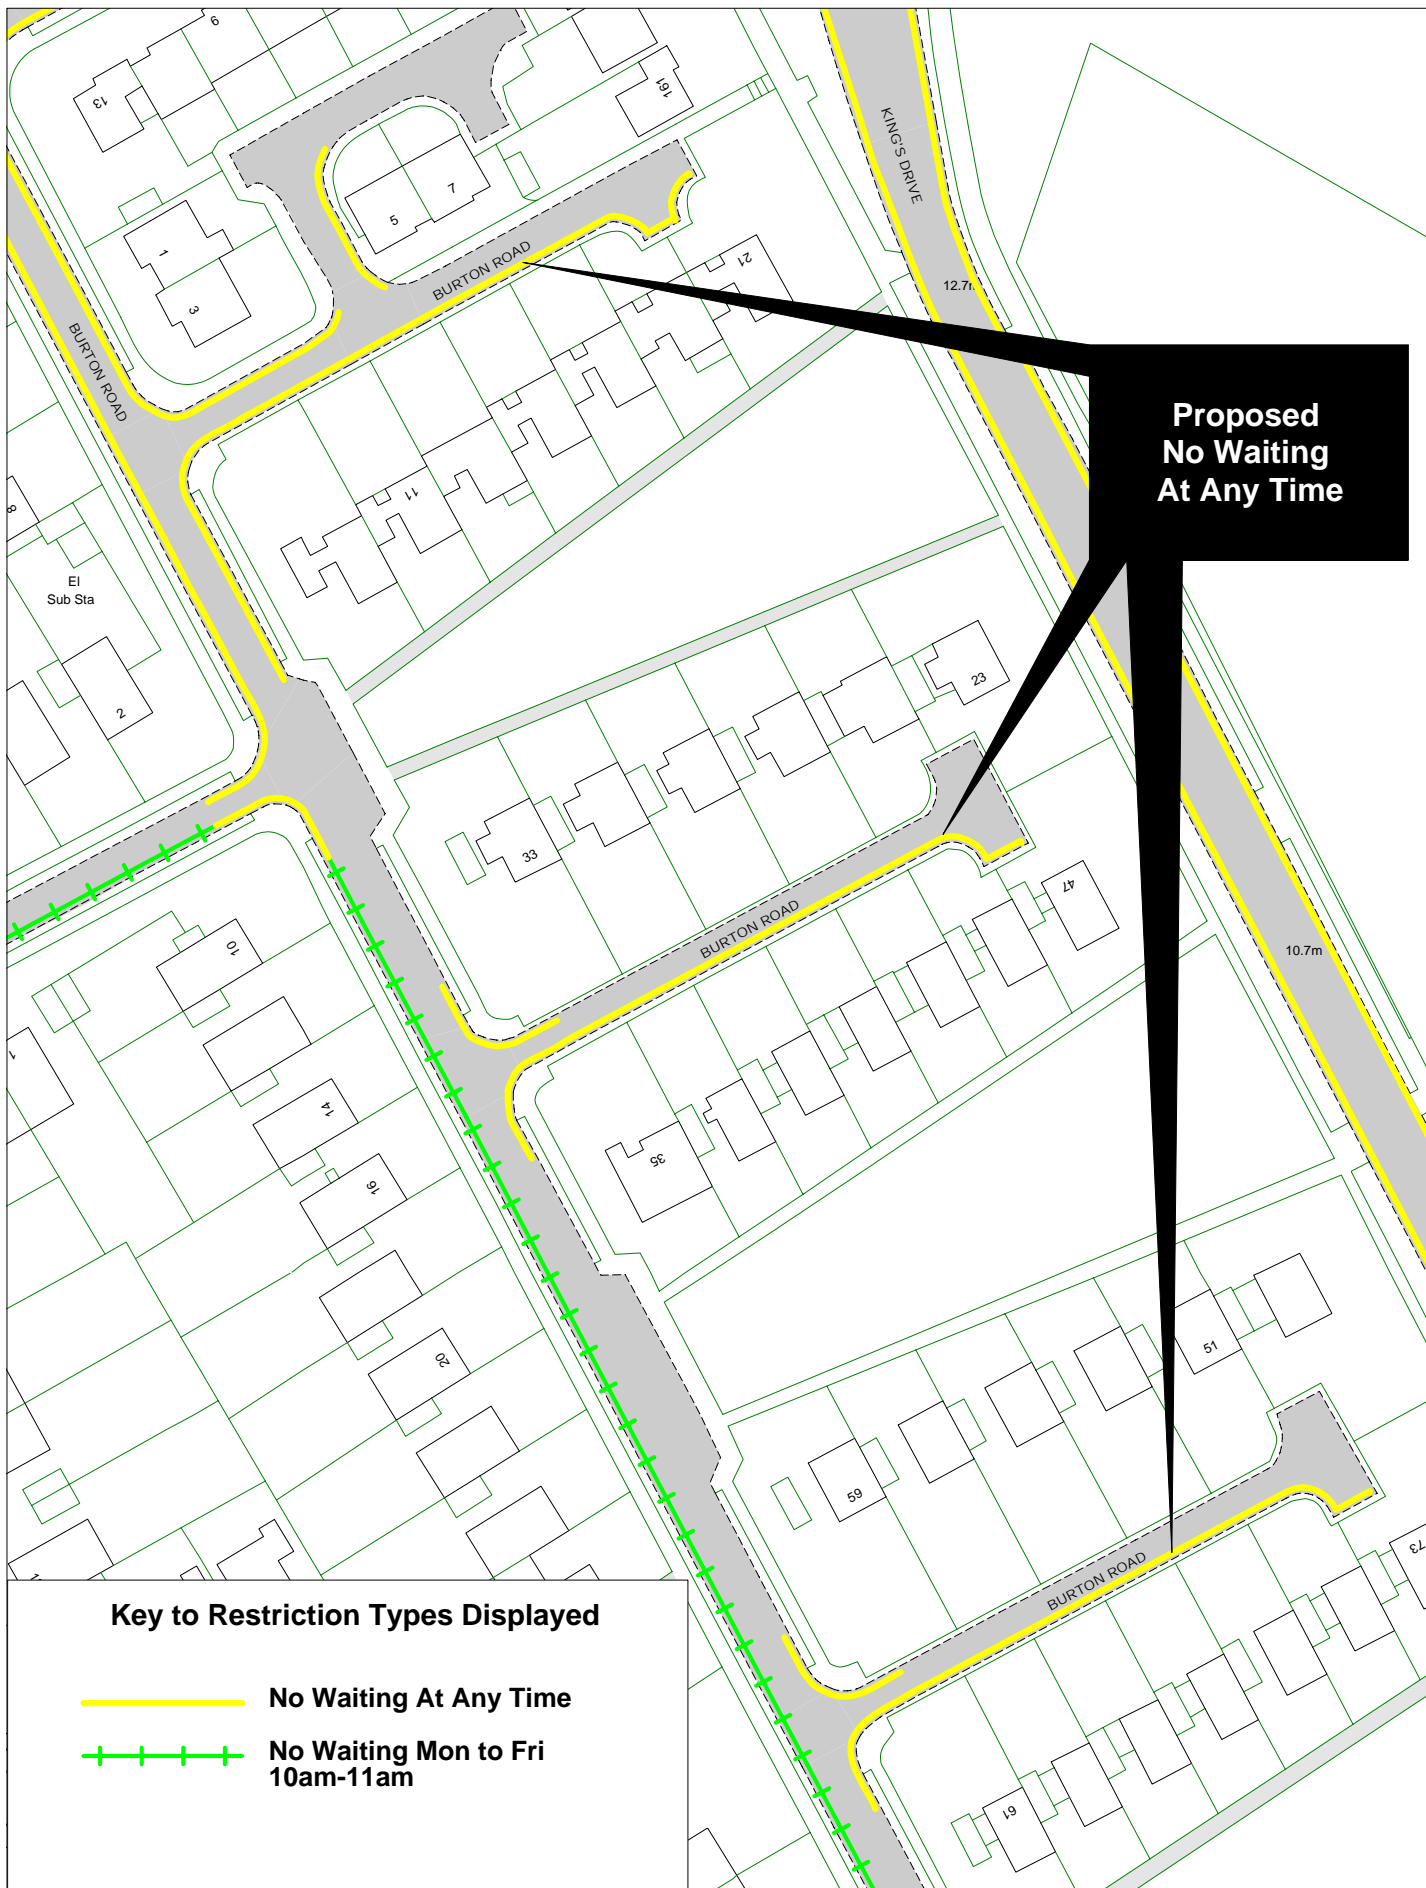 9
13
161
KING'S DRIVE
7
5
1
3
BURTON ROAD
21
12.7m
BURTON ROAD
Proposed
No Waiting
At Any Time
11
8
El
Sub Sta
2
23
33
47
BURTON ROAD
10
10.7m
1
14
35
16
20
51
59
73
BURTON ROAD
61
Key to Restriction Types Displayed
No Waiting At Any Time
No Waiting Mon to Fri
10am-11am